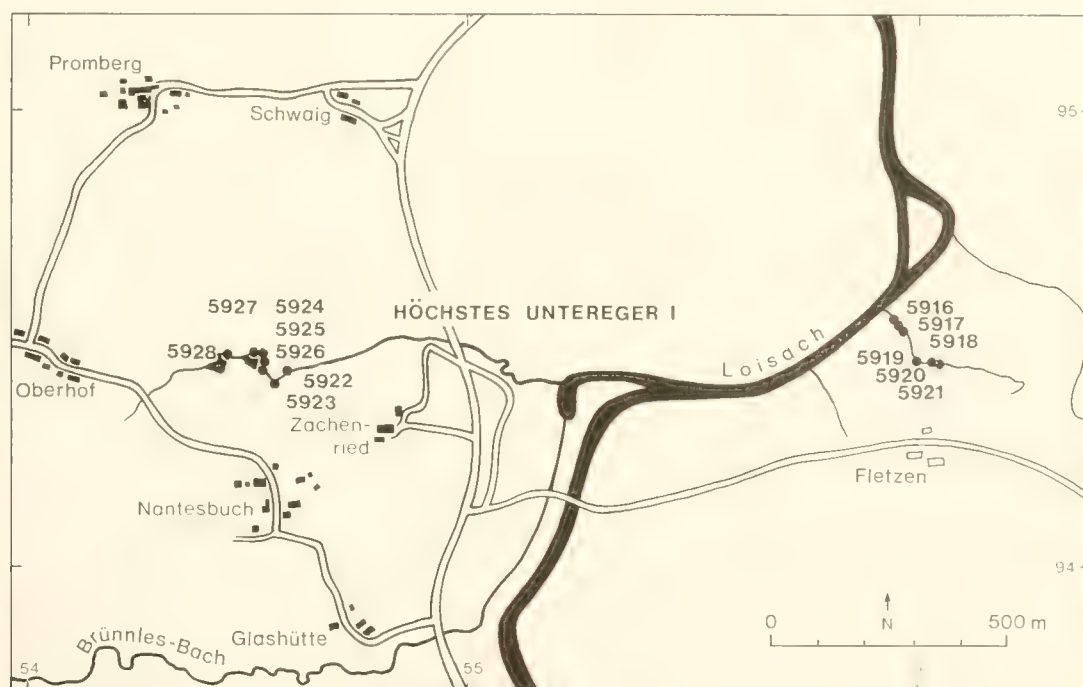 Promberg
Schwaig
95
5927 5924
HÖCHSTES UNTEREGER I
5925
5928 5926
5922
5923
Oberhof
Zachen-
ried
Loisach
5916
5917
5918
5919
5920
5921
Fletzen
Nantesbuch
94
Glashütte
Brünnles-Bach
54
55
N
0 500 m